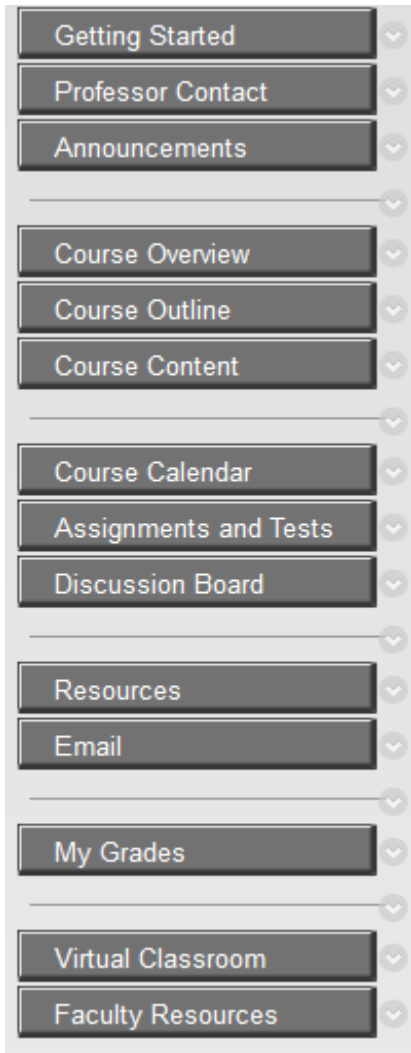 Getting Started
Professor Contact
Announcements
Course Overview
Course Outline
Course Content
Course Calendar
Assignments and Tests
Discussion Board
Resources
Email
My Grades
Virtual Classroom
Faculty Resources